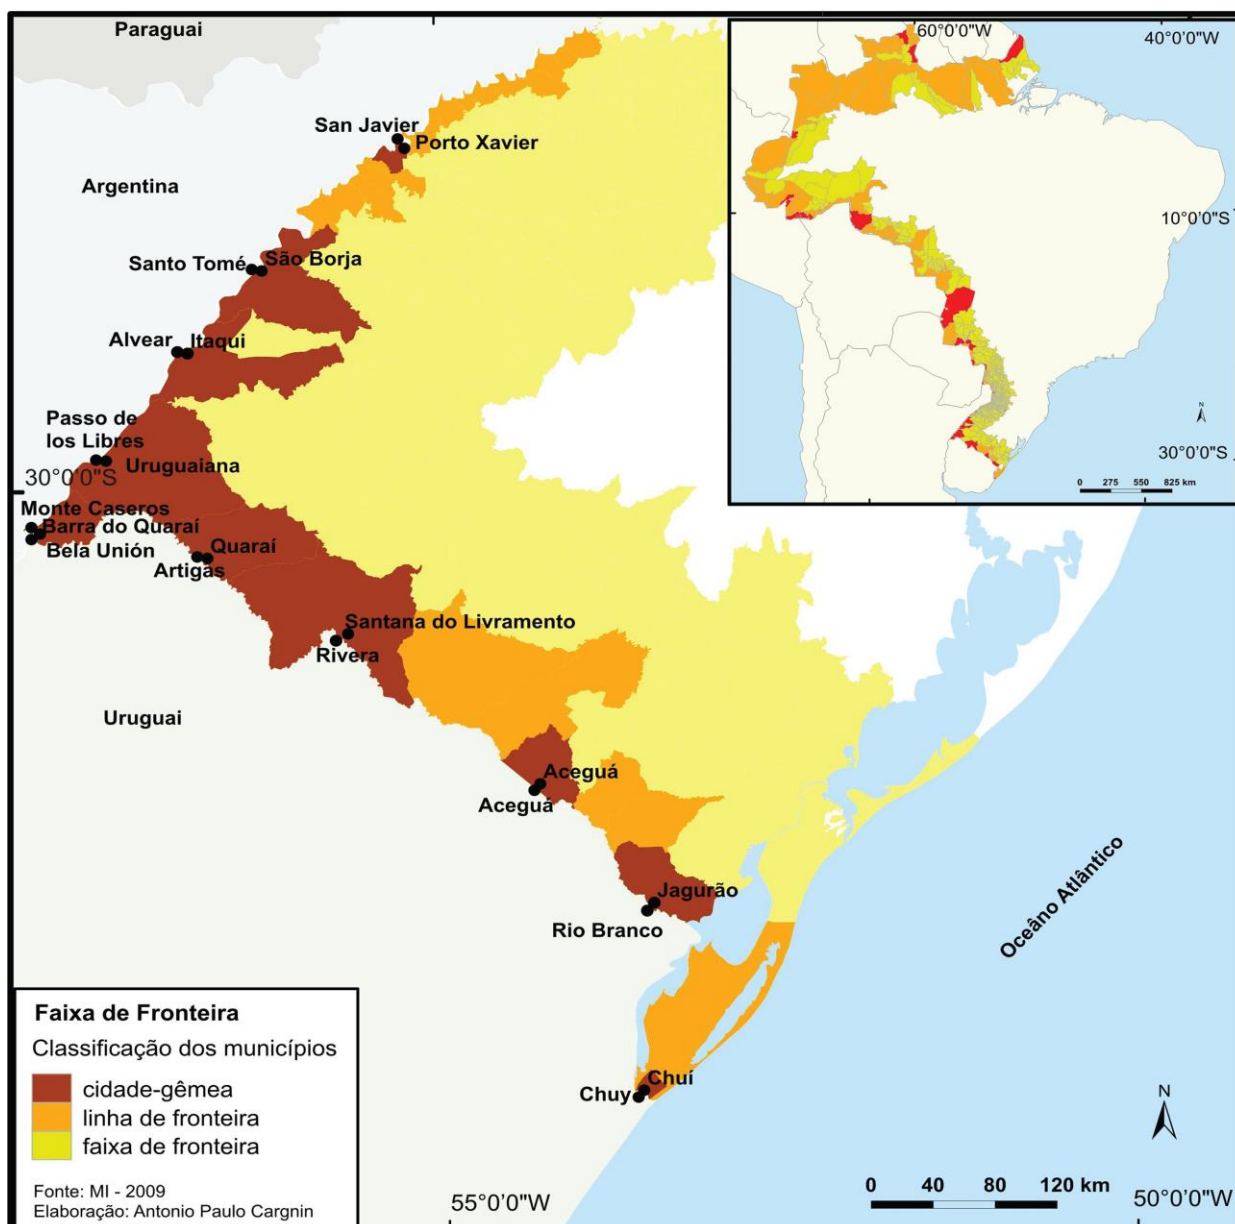 Paraguai
60°0'0"W
40°0'0"W
San Javier
Porto Xavier
Argentina
10°0'0"S
Santo Tomé
São Borja
Alvear
Itaqui
Passo de
los Libres
Uruguaiana
30°0'0"S
N
30°0'0"S
0 275 550 825 km
Monte Caseros
Barra do Quaraí
Bela Unión
Quaraí
Artigas
Santana do Livramento
Rivera
Uruguai
Aceguá
Aceguá
Jagurão
Rio Branco
Oceâno Atlântico
Chuí
Chuy
Faixa de Fronteira
Classificação dos municípios
cidade-gêmea
linha de fronteira
faixa de fronteira
Fonte: MI - 2009
Elaboração: Antonio Paulo Cargnin
N
0 40 80 120 km
55°0'0"W
50°0'0"W